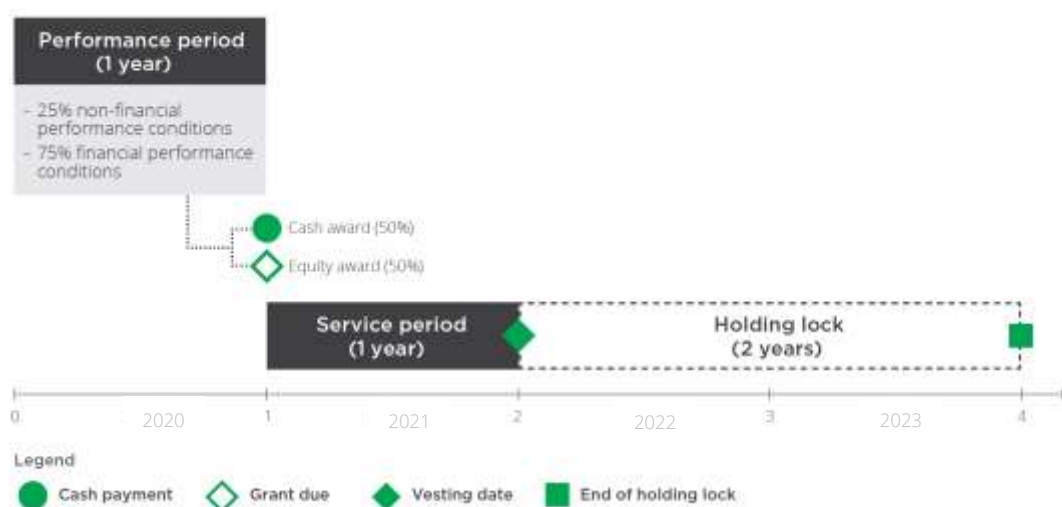 Performance period
(1 year)
- 25% non-financial
performance conditions
- 75% financial performance
conditions
Cash award (50%)
Equity award (50%)
Service period
(1 year)
Holding lock
(2 years)
0 2020 1 2021 2 2022 3 2023 4
Legend
Cash payment Grant due Vesting date End of holding lock